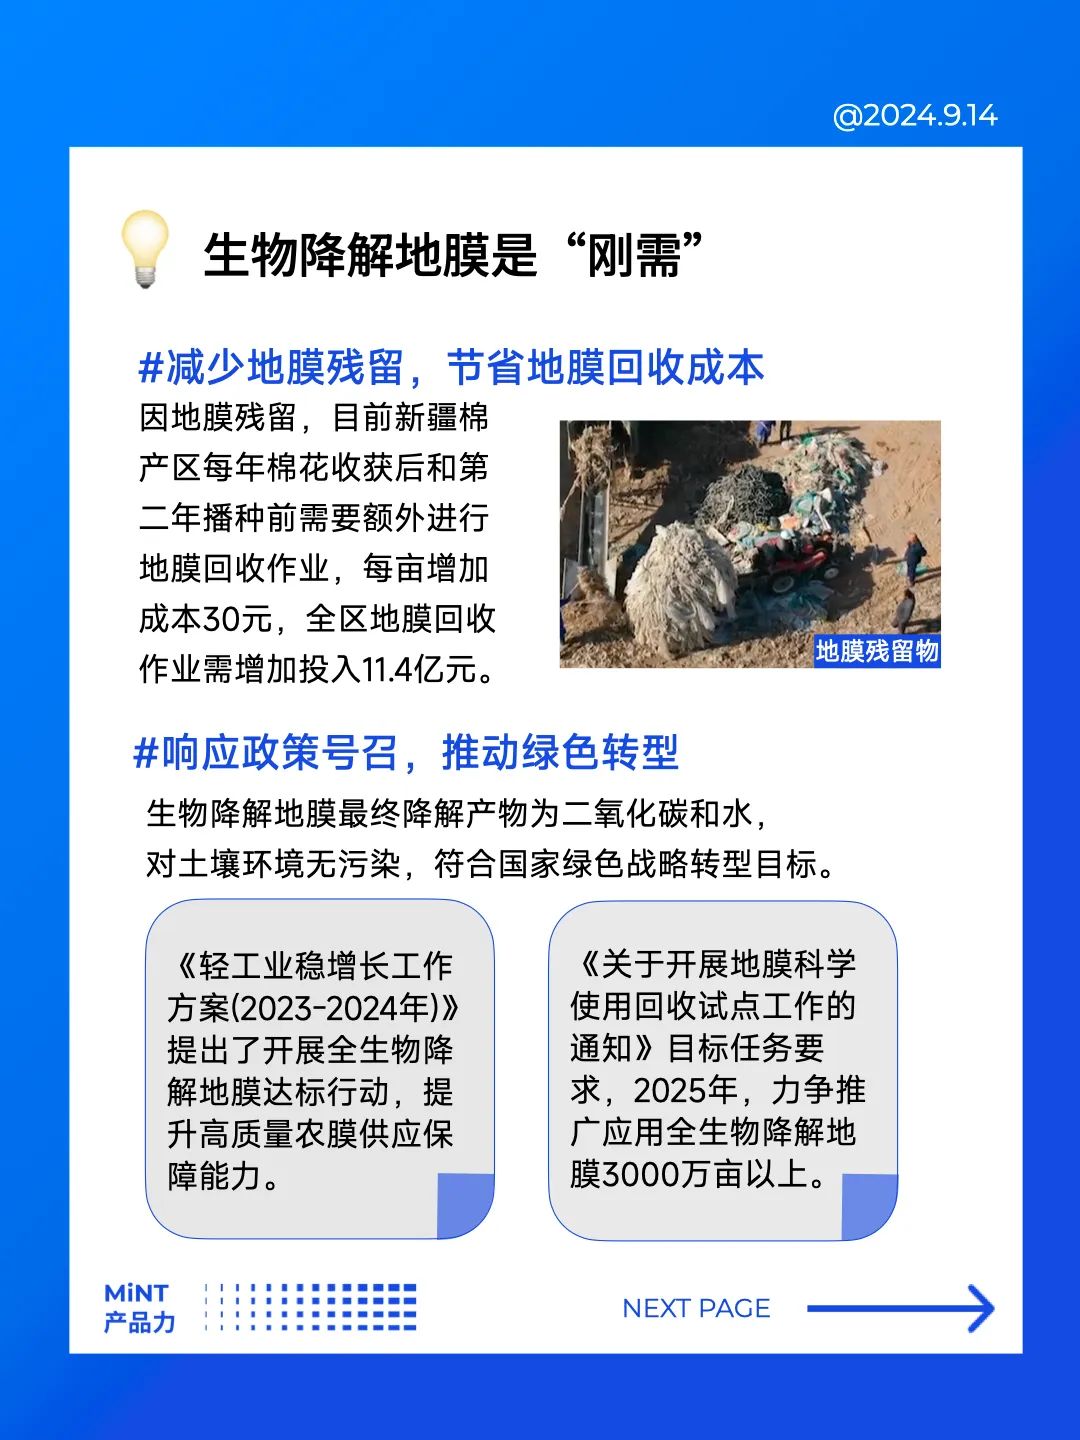 @2024.9.14
生物降解地膜是“刚需”
#减少地膜残留，节省地膜回收成本
因地膜残留，目前新疆棉
产区每年棉花收获后和第
二年播种前需要额外进行
地膜回收作业，每亩增加
成本30元，全区地膜回收
作业需增加投入11.4亿元。
地膜残留物
#响应政策号召，推动绿色转型
生物降解地膜最终降解产物为二氧化碳和水，
对土壤环境无污染，符合国家绿色战略转型目标。
《轻工业稳增长工作
方案(2023-2024年)》
提出了开展全生物降
解地膜达标行动，提
升高质量农膜供应保
障能力。
《关于开展地膜科学
使用回收试点工作的
通知》目标任务要
求，2025年，力争推
广应用全生物降解地
膜3000万亩以上。
MiNT
产品力
NEXT PAGE